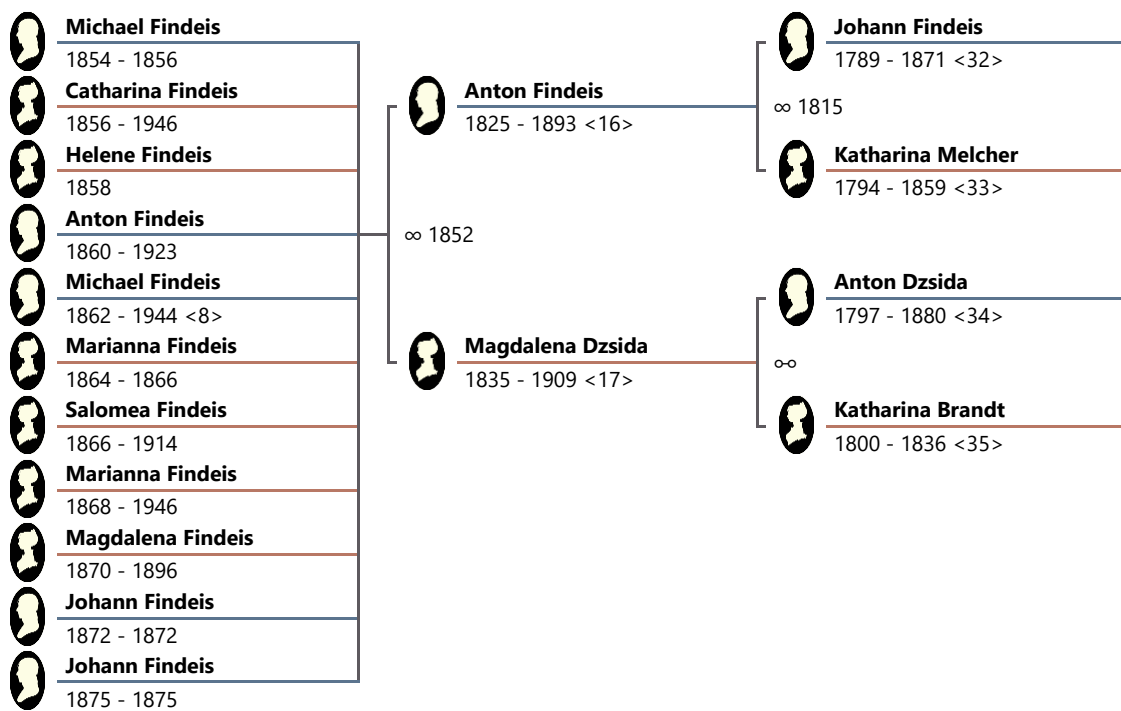 Michael Findeis
1854 - 1856
Catharina Findeis
1856 - 1946
Helene Findeis
1858
Anton Findeis
1860 - 1923
Michael Findeis
1862 - 1944 <8>
Marianna Findeis
1864 - 1866
Salomea Findeis
1866 - 1914
Marianna Findeis
1868 - 1946
Magdalena Findeis
1870 - 1896
Johann Findeis
1872 - 1872
Johann Findeis
1875 - 1875
Anton Findeis
1825 - 1893 <16>
∞ 1852
Magdalena Dzsida
1835 - 1909 <17>
Johann Findeis
1789 - 1871 <32>
∞ 1815
Katharina Melcher
1794 - 1859 <33>
Anton Dzsida
1797 - 1880 <34>
⚯
Katharina Brandt
1800 - 1836 <35>